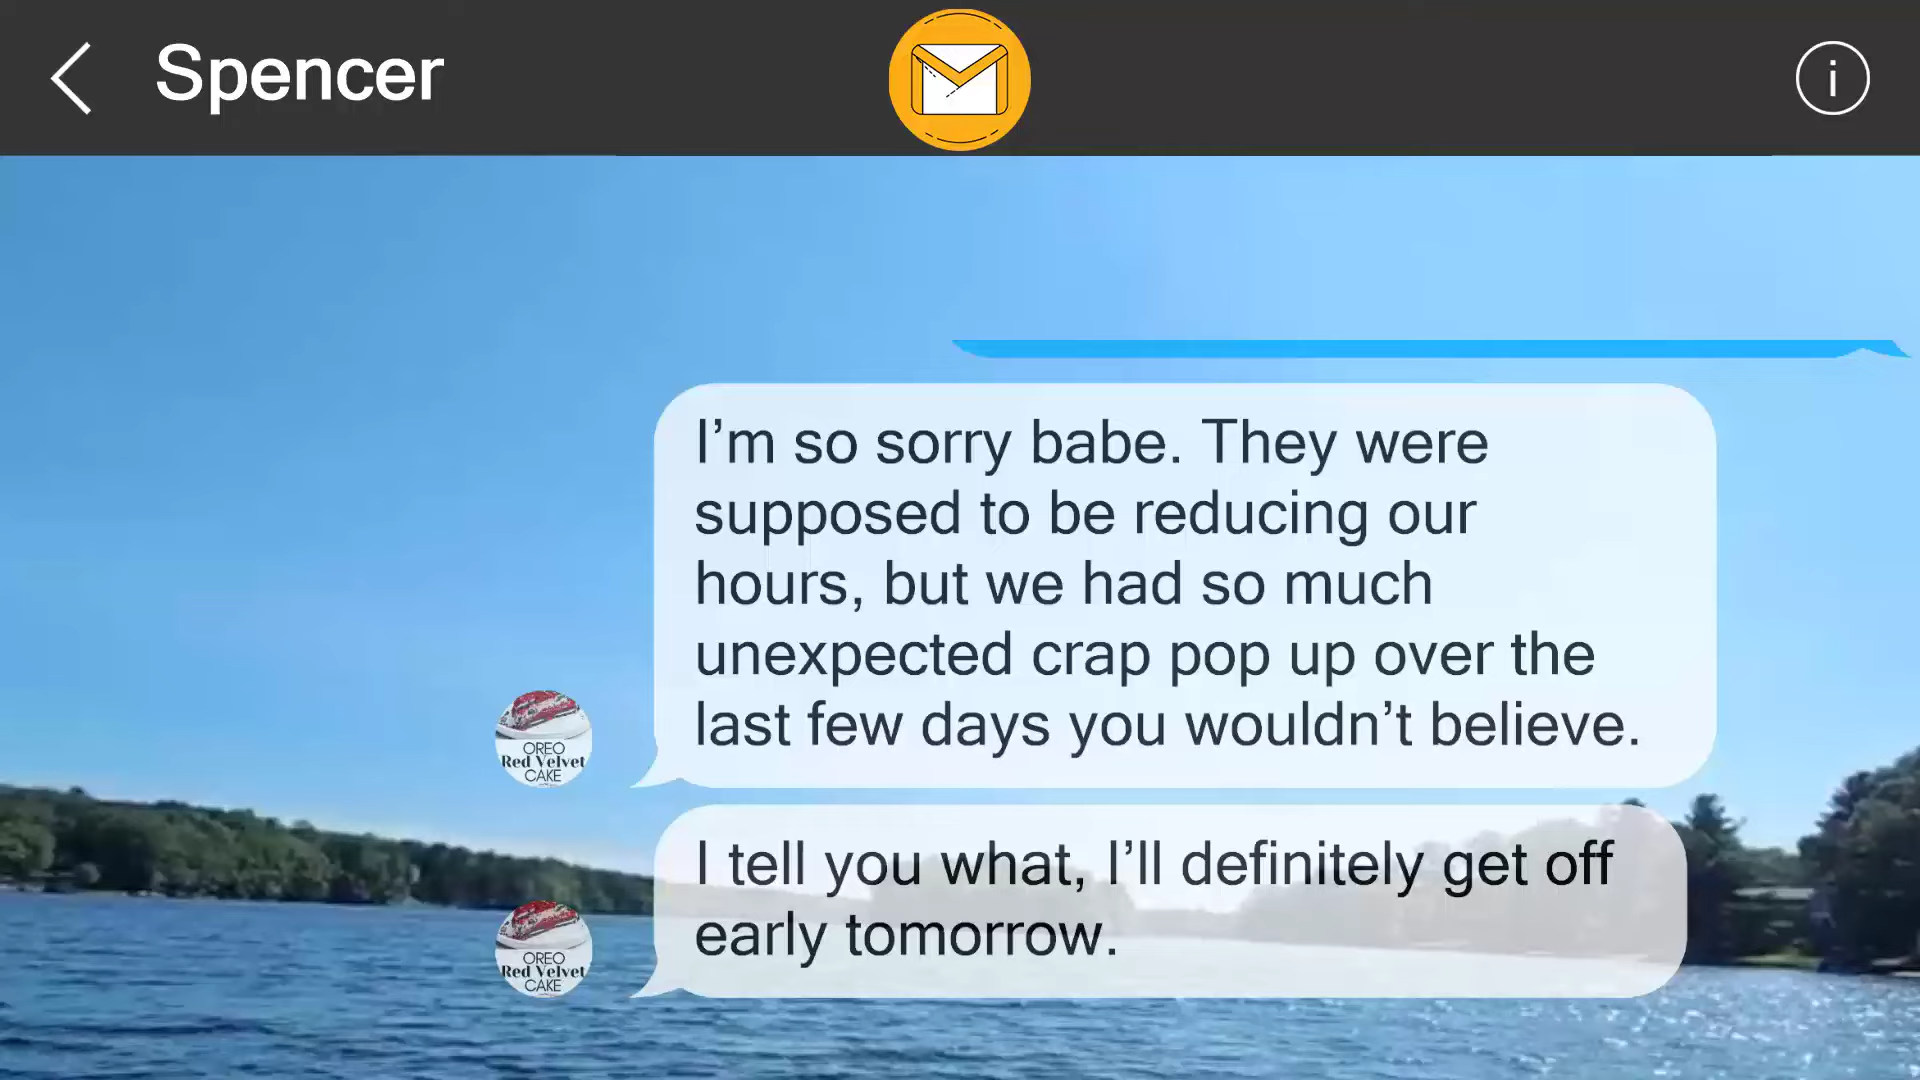 Spencer
i
I’m so sorry babe. They were
supposed to be reducing our
hours, but we had so much
unexpected crap pop up over the
last few days you wouldn’t believe.
OREO
Red Velvet
CAKE
I tell you what, I’ll definitely get off
early tomorrow.
OREO
Red Velvet
CAKE